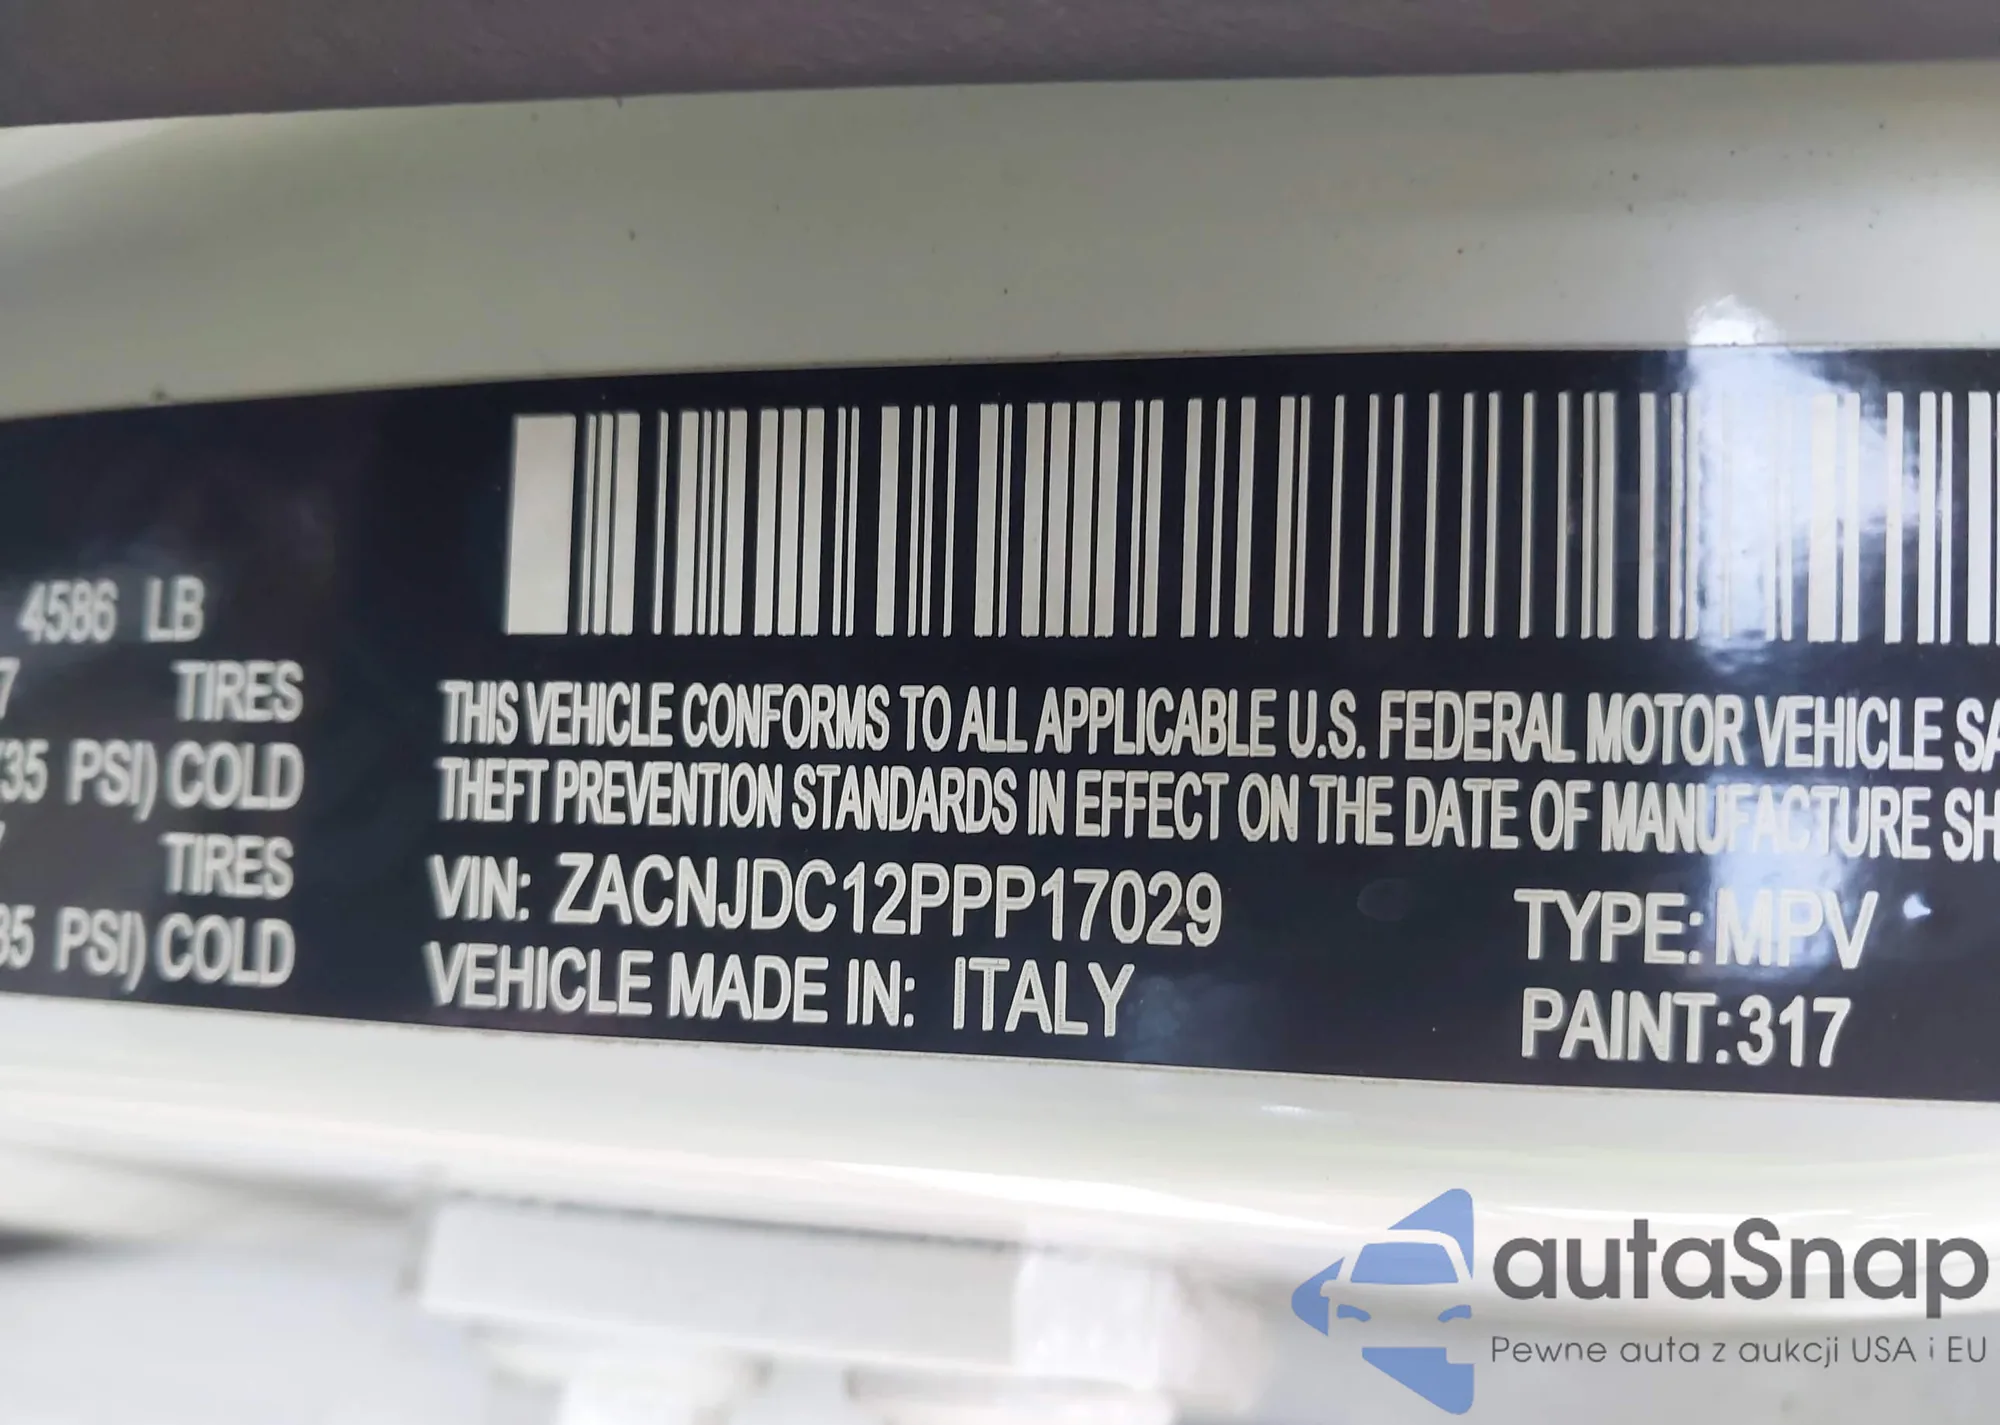 4586 LB
7 TIRES
35 PSI) COLD
TIRES
35 PSI) COLD
THIS VEHICLE CONFORMS TO ALL APPLICABLE U.S. FEDERAL MOTOR VEHICLE SA
THEFT PREVENTION STANDARDS IN EFFECT ON THE DATE OF MANUFACTURE SH
VIN: ZACNJDC12PPP17029 TYPE: MPV
VEHICLE MADE IN: ITALY PAINT:317
autaSnap
Pewne auta z aukcji USA i EU